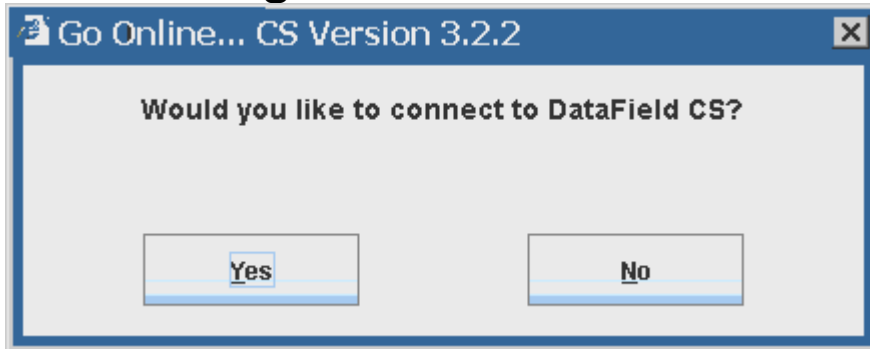 Go Online... CS Version 3.2.2
Would you like to connect to DataField CS?
Yes No